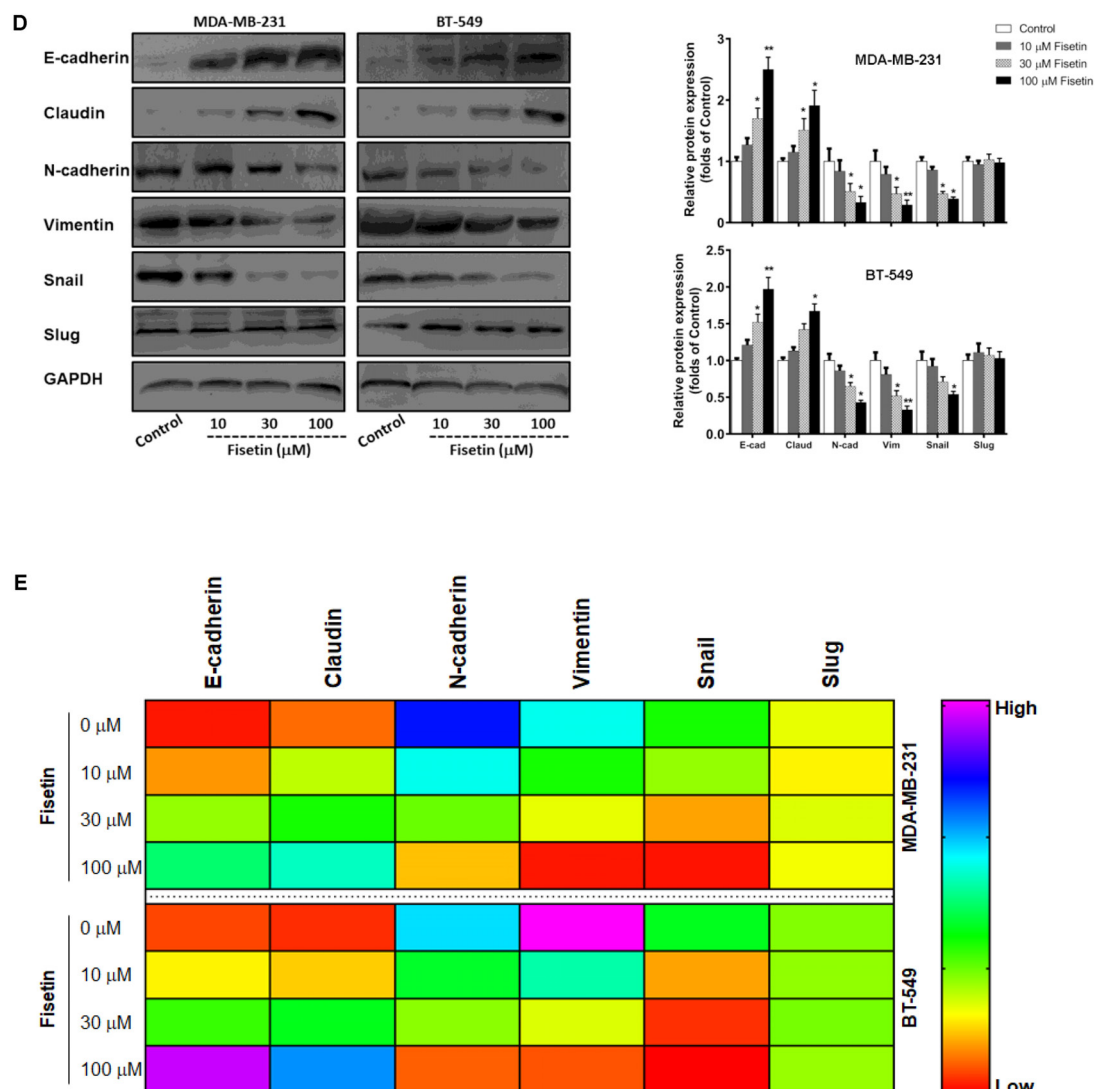 D
MDA-MB-231
BT-549
E-cadherin
Claudin
N-cadherin
Vimentin
Snail
Slug
GAPDH
Control
10
30
100
Fisetin (μM)
Control
10
30
100
Fisetin (μM)
Control
10 μM Fisetin
30 μM Fisetin
100 μM Fisetin
MDA-MB-231
Relative protein expression
(folds of Control)
3
2
1
0
*
**
*
*
*
*
*
**
*
*
BT-549
Relative protein expression
(folds of Control)
2.5
2.0
1.5
1.0
0.5
0.0
*
**
*
*
*
*
**
*
E-cad
Claud
N-cad
Vim
Snail
Slug
E
E-cadherin
Claudin
N-cadherin
Vimentin
Snail
Slug
Fisetin
0 μM
10 μM
30 μM
100 μM
MDA-MB-231
Fisetin
0 μM
10 μM
30 μM
100 μM
BT-549
High
Low